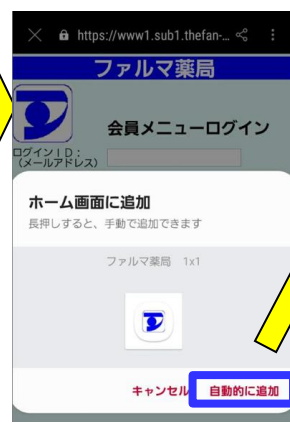 https://www1.sub1.thefan-...
ファルマ薬局
会員メニューログイン
ログインID：
(メールアドレス)
ホーム画面に追加
長押しすると、手動で追加できます
ファルマ薬局 1x1
キャンセル 自動的に追加